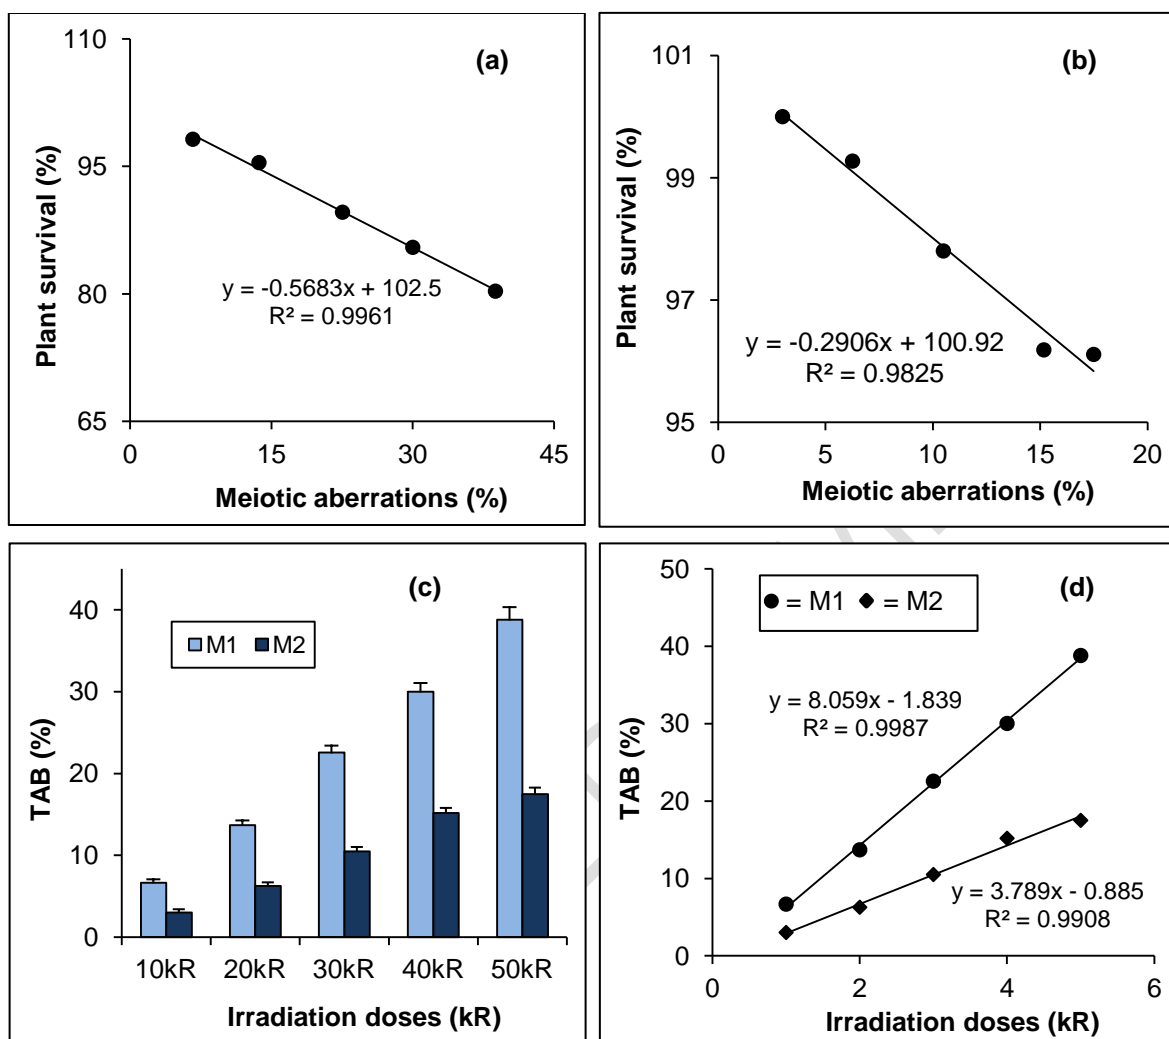 (a)
110
95
80
65
Plant survival (%)
y = -0.5683x + 102.5
R² = 0.9961
0 15 30 45
Meiotic aberrations (%)
(b)
101
99
97
95
Plant survival (%)
y = -0.2906x + 100.92
R² = 0.9825
0 5 10 15 20
Meiotic aberrations (%)
(c)
40
30
20
10
0
TAB (%)
M1 M2
10kR 20kR 30kR 40kR 50kR
Irradiation doses (kR)
(d)
50
40
30
20
10
0
TAB (%)
= M1 = M2
y = 8.059x - 1.839
R² = 0.9987
y = 3.789x - 0.885
R² = 0.9908
0 2 4 6
Irradiation doses (kR)